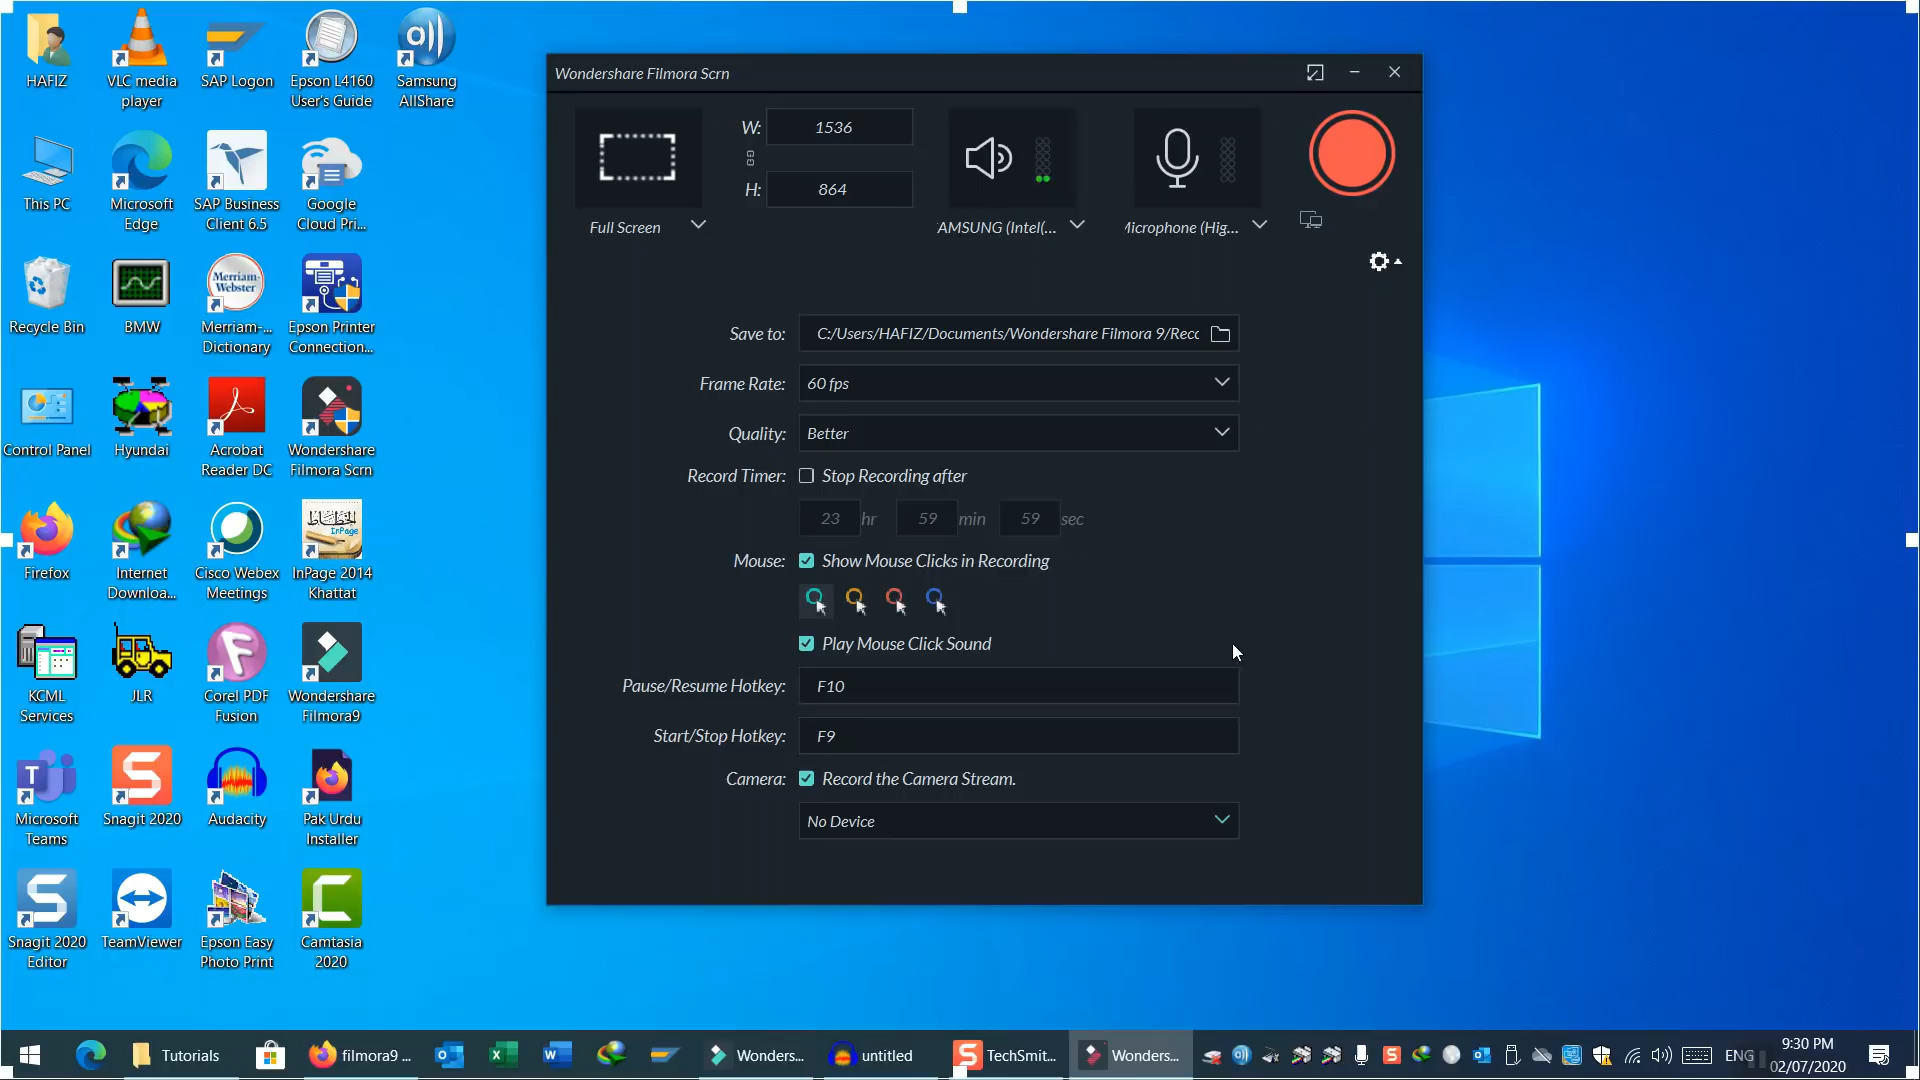 HAFIZ
VLC media player
SAP Logon
Epson L4160 User's Guide
Samsung AllShare
This PC
Microsoft Edge
SAP Business Client 6.5
Google Cloud Pri...
Recycle Bin
BMW
Merriam-Webster
Merriam-... Dictionary
Epson Printer Connection...
Control Panel
Hyundai
Acrobat Reader DC
Wondershare Filmora Scrn
Firefox
Internet Downloa...
Cisco Webex Meetings
InPage
InPage 2014 Khattat
KCML Services
JLR
Corel PDF Fusion
Wondershare Filmora9
Microsoft Teams
Snagit 2020
Audacity
Pak Urdu Installer
Snagit 2020 Editor
TeamViewer
Epson Easy Photo Print
Camtasia 2020
Wondershare Filmora Scrn
W: 1536
H: 864
Full Screen
AMSUNG (Intel(...
Microphone (Hig...
Save to: C:/Users/HAFIZ/Documents/Wondershare Filmora 9/Recc
Frame Rate: 60 fps
Quality: Better
Record Timer: Stop Recording after
23 hr 59 min 59 sec
Mouse: Show Mouse Clicks in Recording
Play Mouse Click Sound
Pause/Resume Hotkey: F10
Start/Stop Hotkey: F9
Camera: Record the Camera Stream.
No Device
Tutorials
filmora9 ...
Wonders...
untitled
TechSmit...
Wonders...
ENG
9:30 PM
02/07/2020